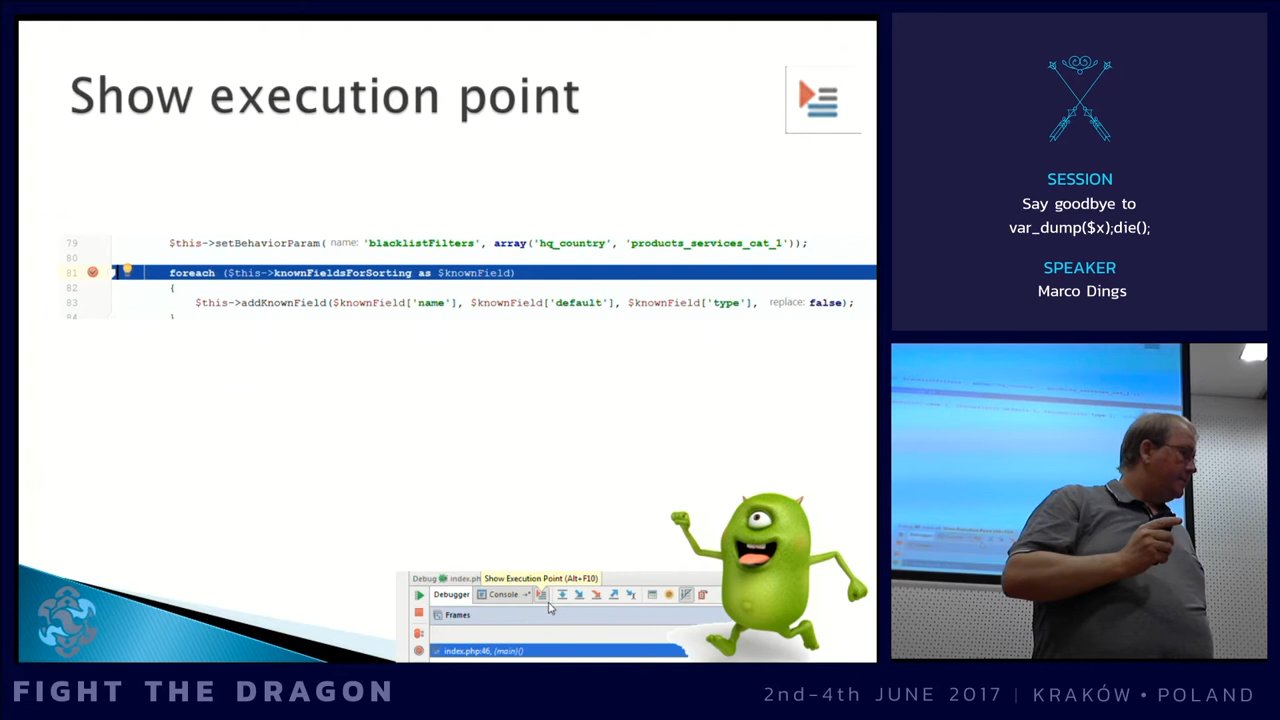 Show execution point
79 $this->setBehaviorParam( name: 'blacklistFilters', array('hq_country', 'products_services_cat_1'));
80
81 foreach ($this->knownFieldsForSorting as $knownField)
82 {
83 $this->addKnownField($knownField['name'], $knownField['default'], $knownField['type'], replace: false);
84 }
Debug index.ph Show Execution Point (Alt+F10)
Debugger Console
Frames
index.php:46, {main}()
SESSION
Say goodbye to
var_dump($x);die();
SPEAKER
Marco Dings
FIGHT THE DRAGON
2nd-4th JUNE 2017 | KRAKÓW • POLAND